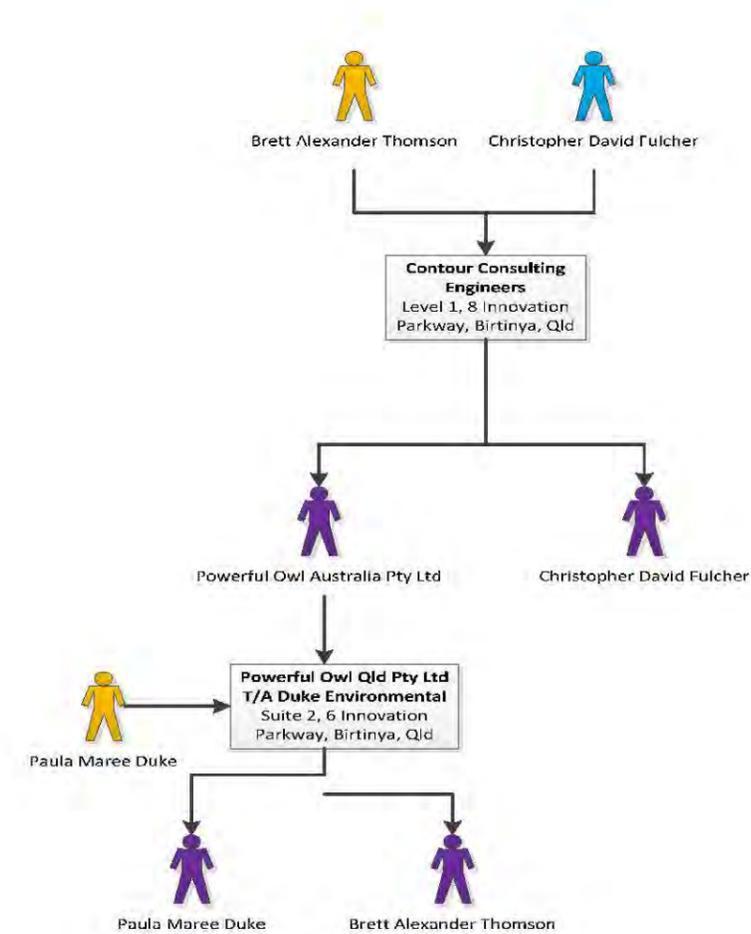 Brett Alexander Thomson
Christopher David Fulcher
Contour Consulting
Engineers
Level 1, 8 Innovation
Parkway, Birtinya, Qld
Powerful Owl Australia Pty Ltd
Christopher David Fulcher
Powerful Owl Qld Pty Ltd
T/A Duke Environmental
Suite 2, 6 Innovation
Parkway, Birtinya, Qld
Paula Maree Duke
Paula Maree Duke
Brett Alexander Thomson